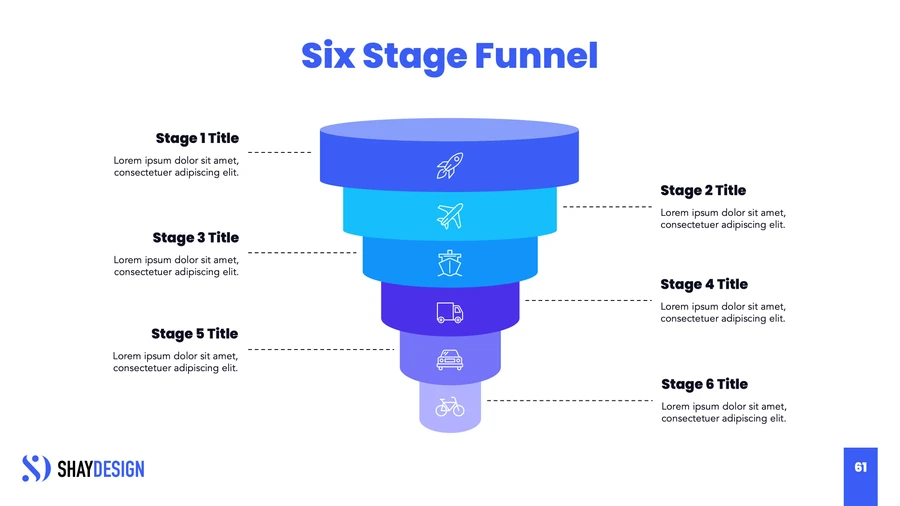 Six Stage Funnel
Stage 1 Title
Lorem ipsum dolor sit amet,
consectetuer adipiscing elit.
Stage 2 Title
Lorem ipsum dolor sit amet,
consectetuer adipiscing elit.
Stage 3 Title
Lorem ipsum dolor sit amet,
consectetuer adipiscing elit.
Stage 4 Title
Lorem ipsum dolor sit amet,
consectetuer adipiscing elit.
Stage 5 Title
Lorem ipsum dolor sit amet,
consectetuer adipiscing elit.
Stage 6 Title
Lorem ipsum dolor sit amet,
consectetuer adipiscing elit.
SHAYDESIGN
61